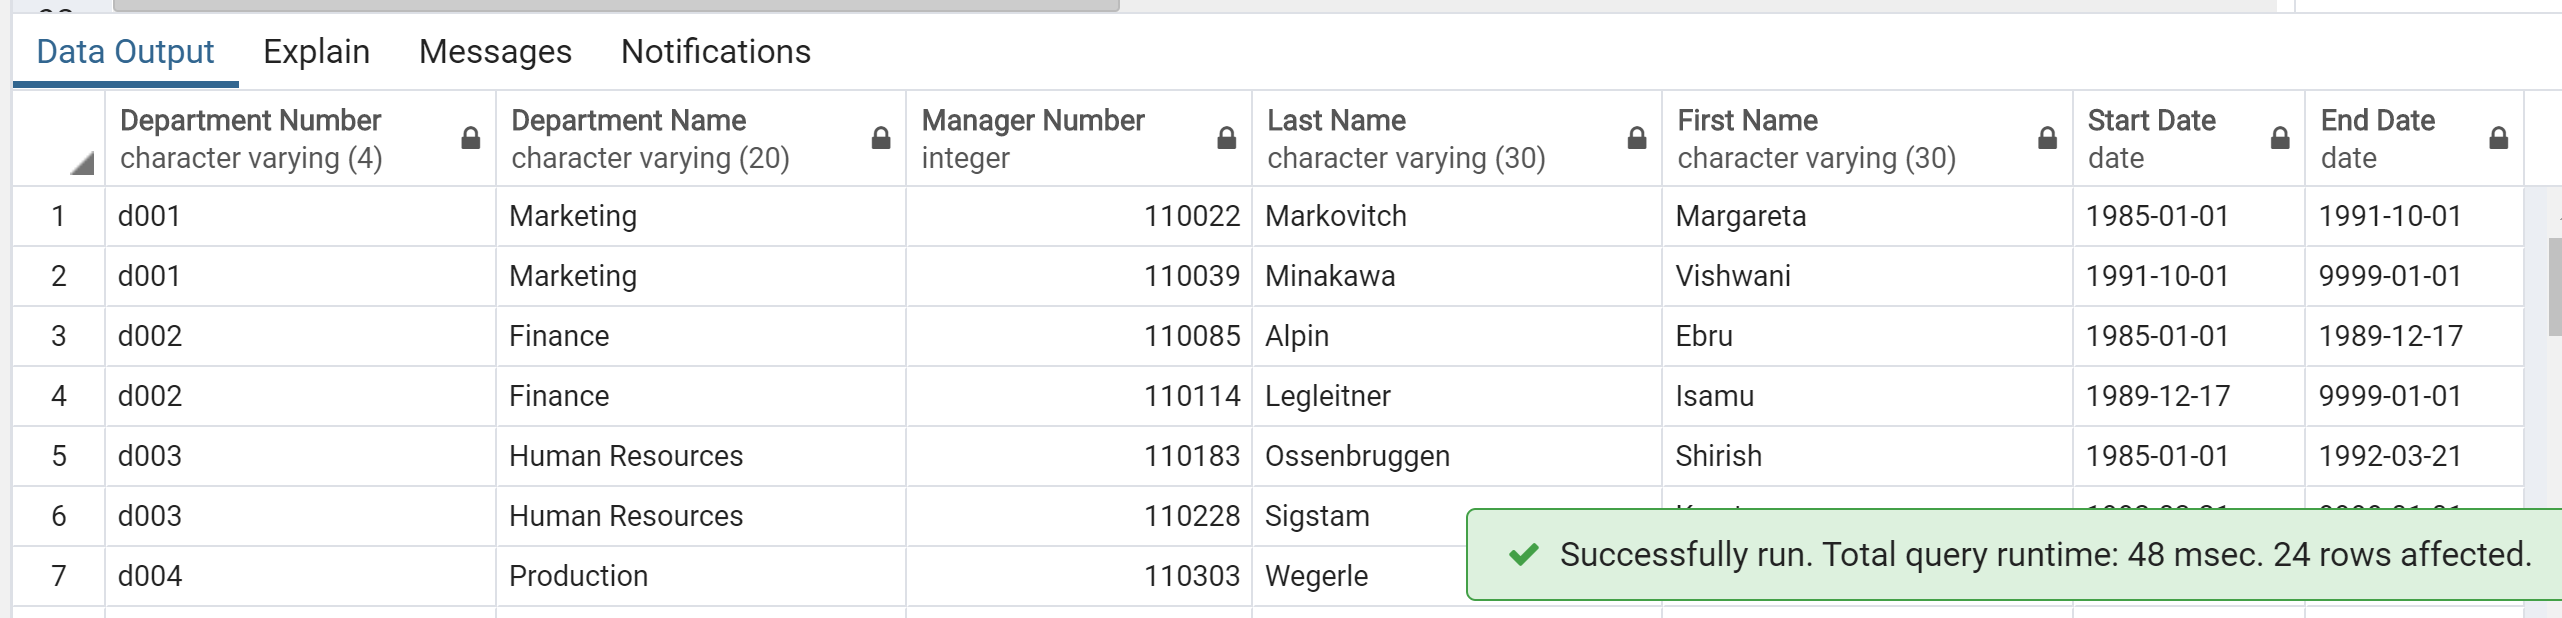 Data Output Explain Messages Notifications
Department Number Department Name Manager Number Last Name First Name Start Date End Date
character varying (4) character varying (20) integer character varying (30) character varying (30) date date
1 d001 Marketing 110022 Markovitch Margareta 1985-01-01 1991-10-01
2 d001 Marketing 110039 Minakawa Vishwani 1991-10-01 9999-01-01
3 d002 Finance 110085 Alpin Ebru 1985-01-01 1989-12-17
4 d002 Finance 110114 Legleitner Isamu 1989-12-17 9999-01-01
5 d003 Human Resources 110183 Ossenbruggen Shirish 1985-01-01 1992-03-21
6 d003 Human Resources 110228 Sigstam
Successfully run. Total query runtime: 48 msec. 24 rows affected.
7 d004 Production 110303 Wegerle